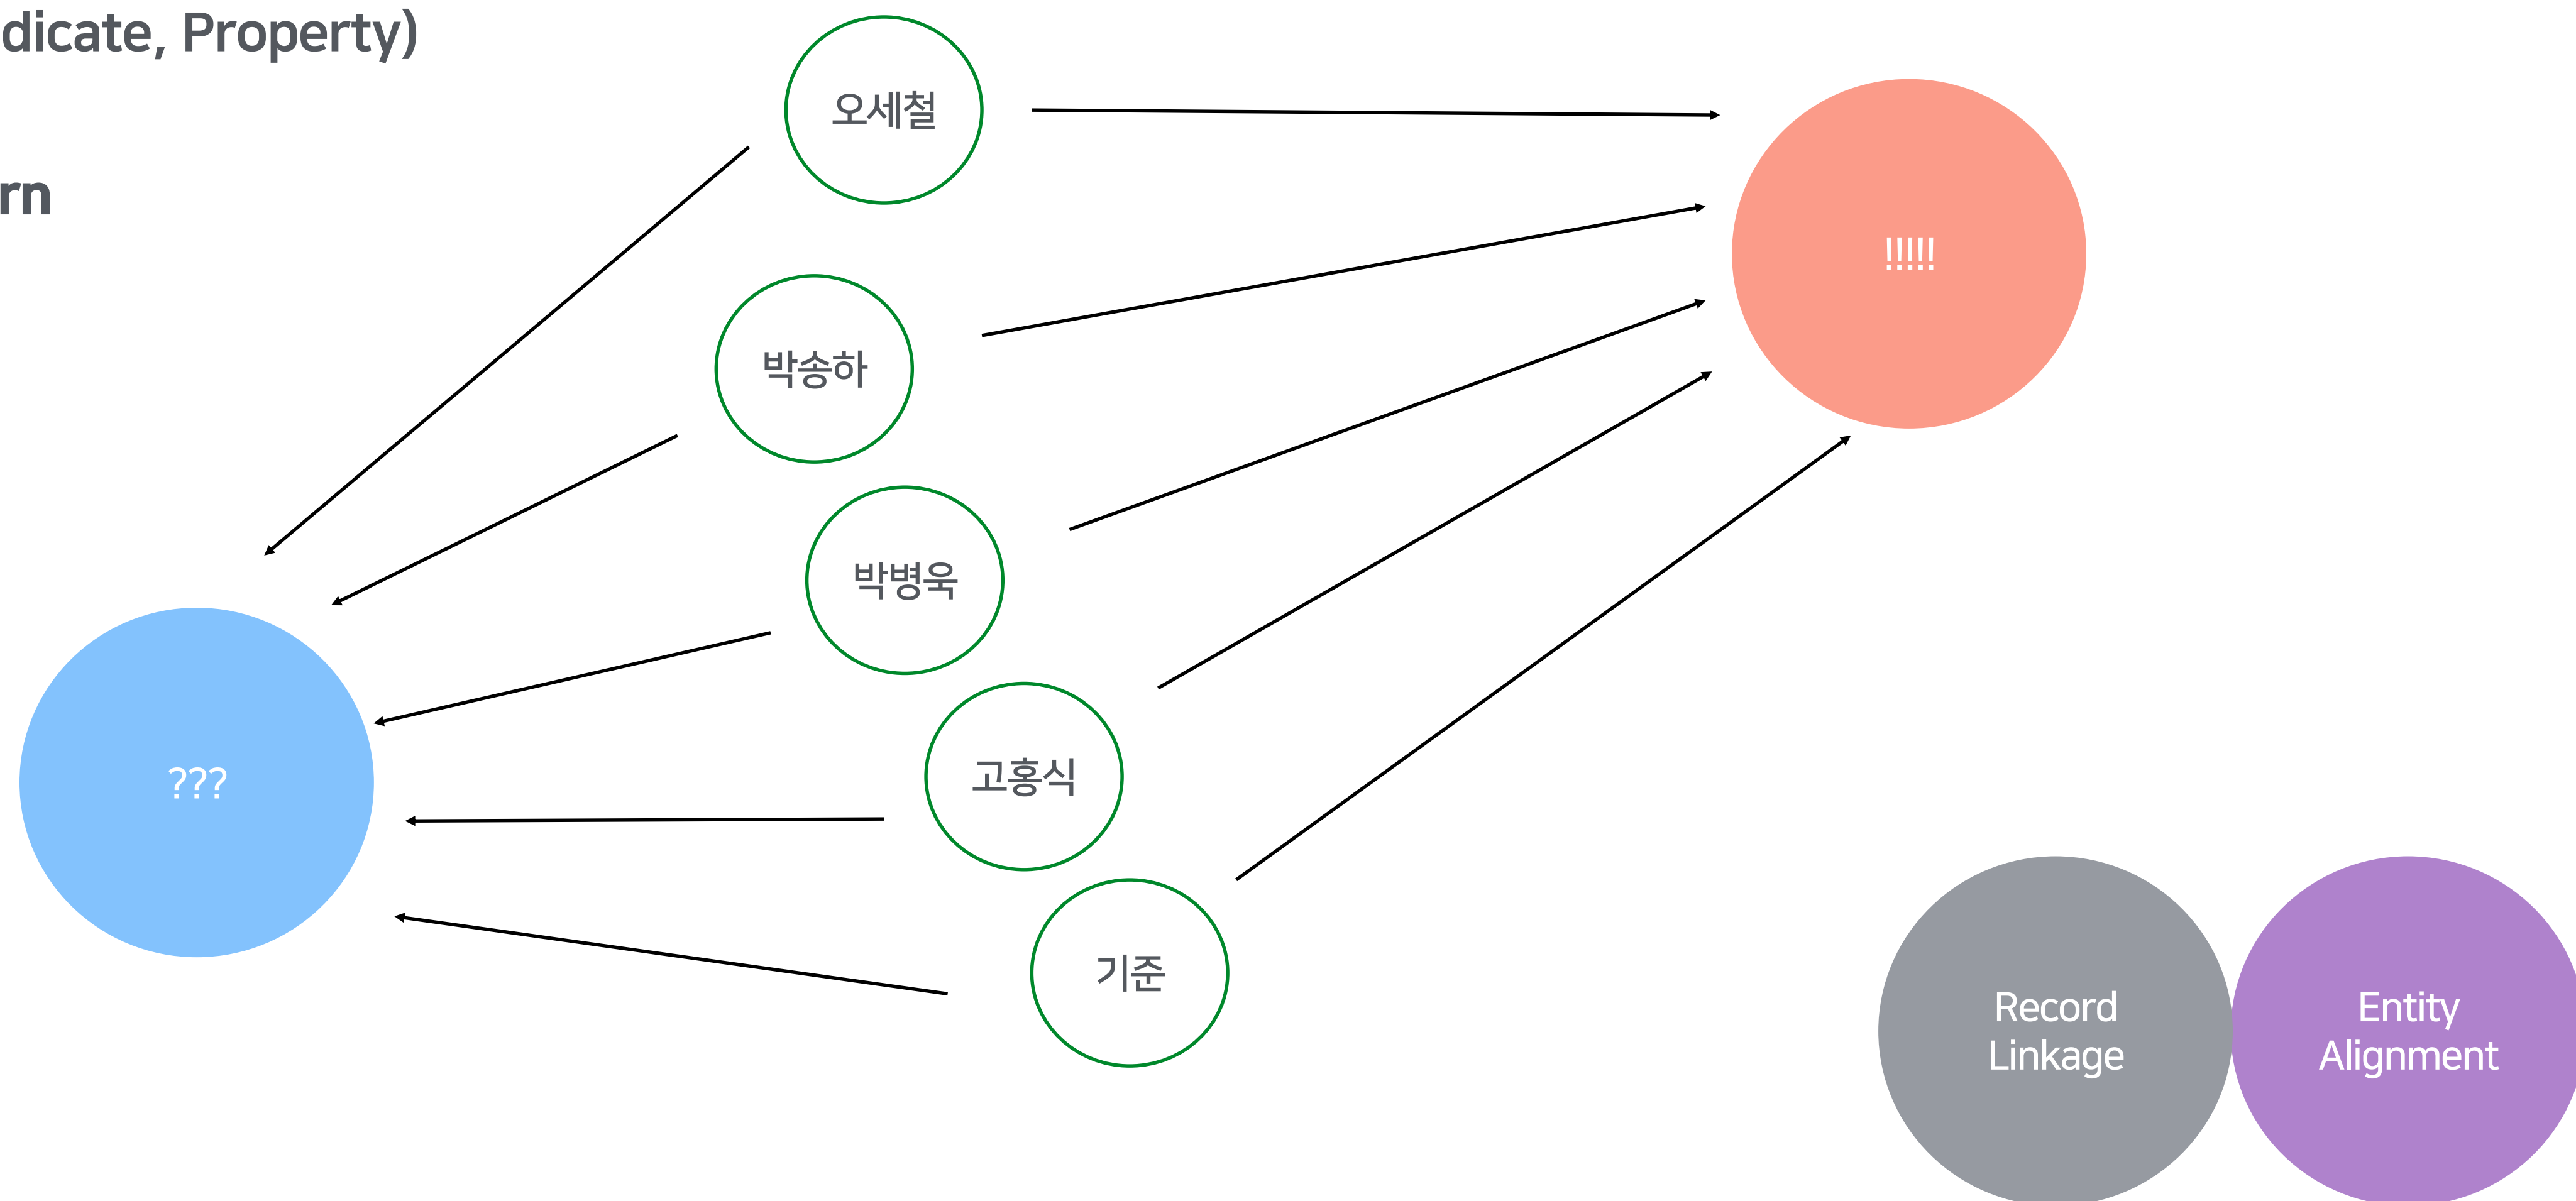 dicate, Property)
rn
오세철
!!!!!
박송하
박병욱
???
고홍식
기준
Record
Linkage
Entity
Alignment